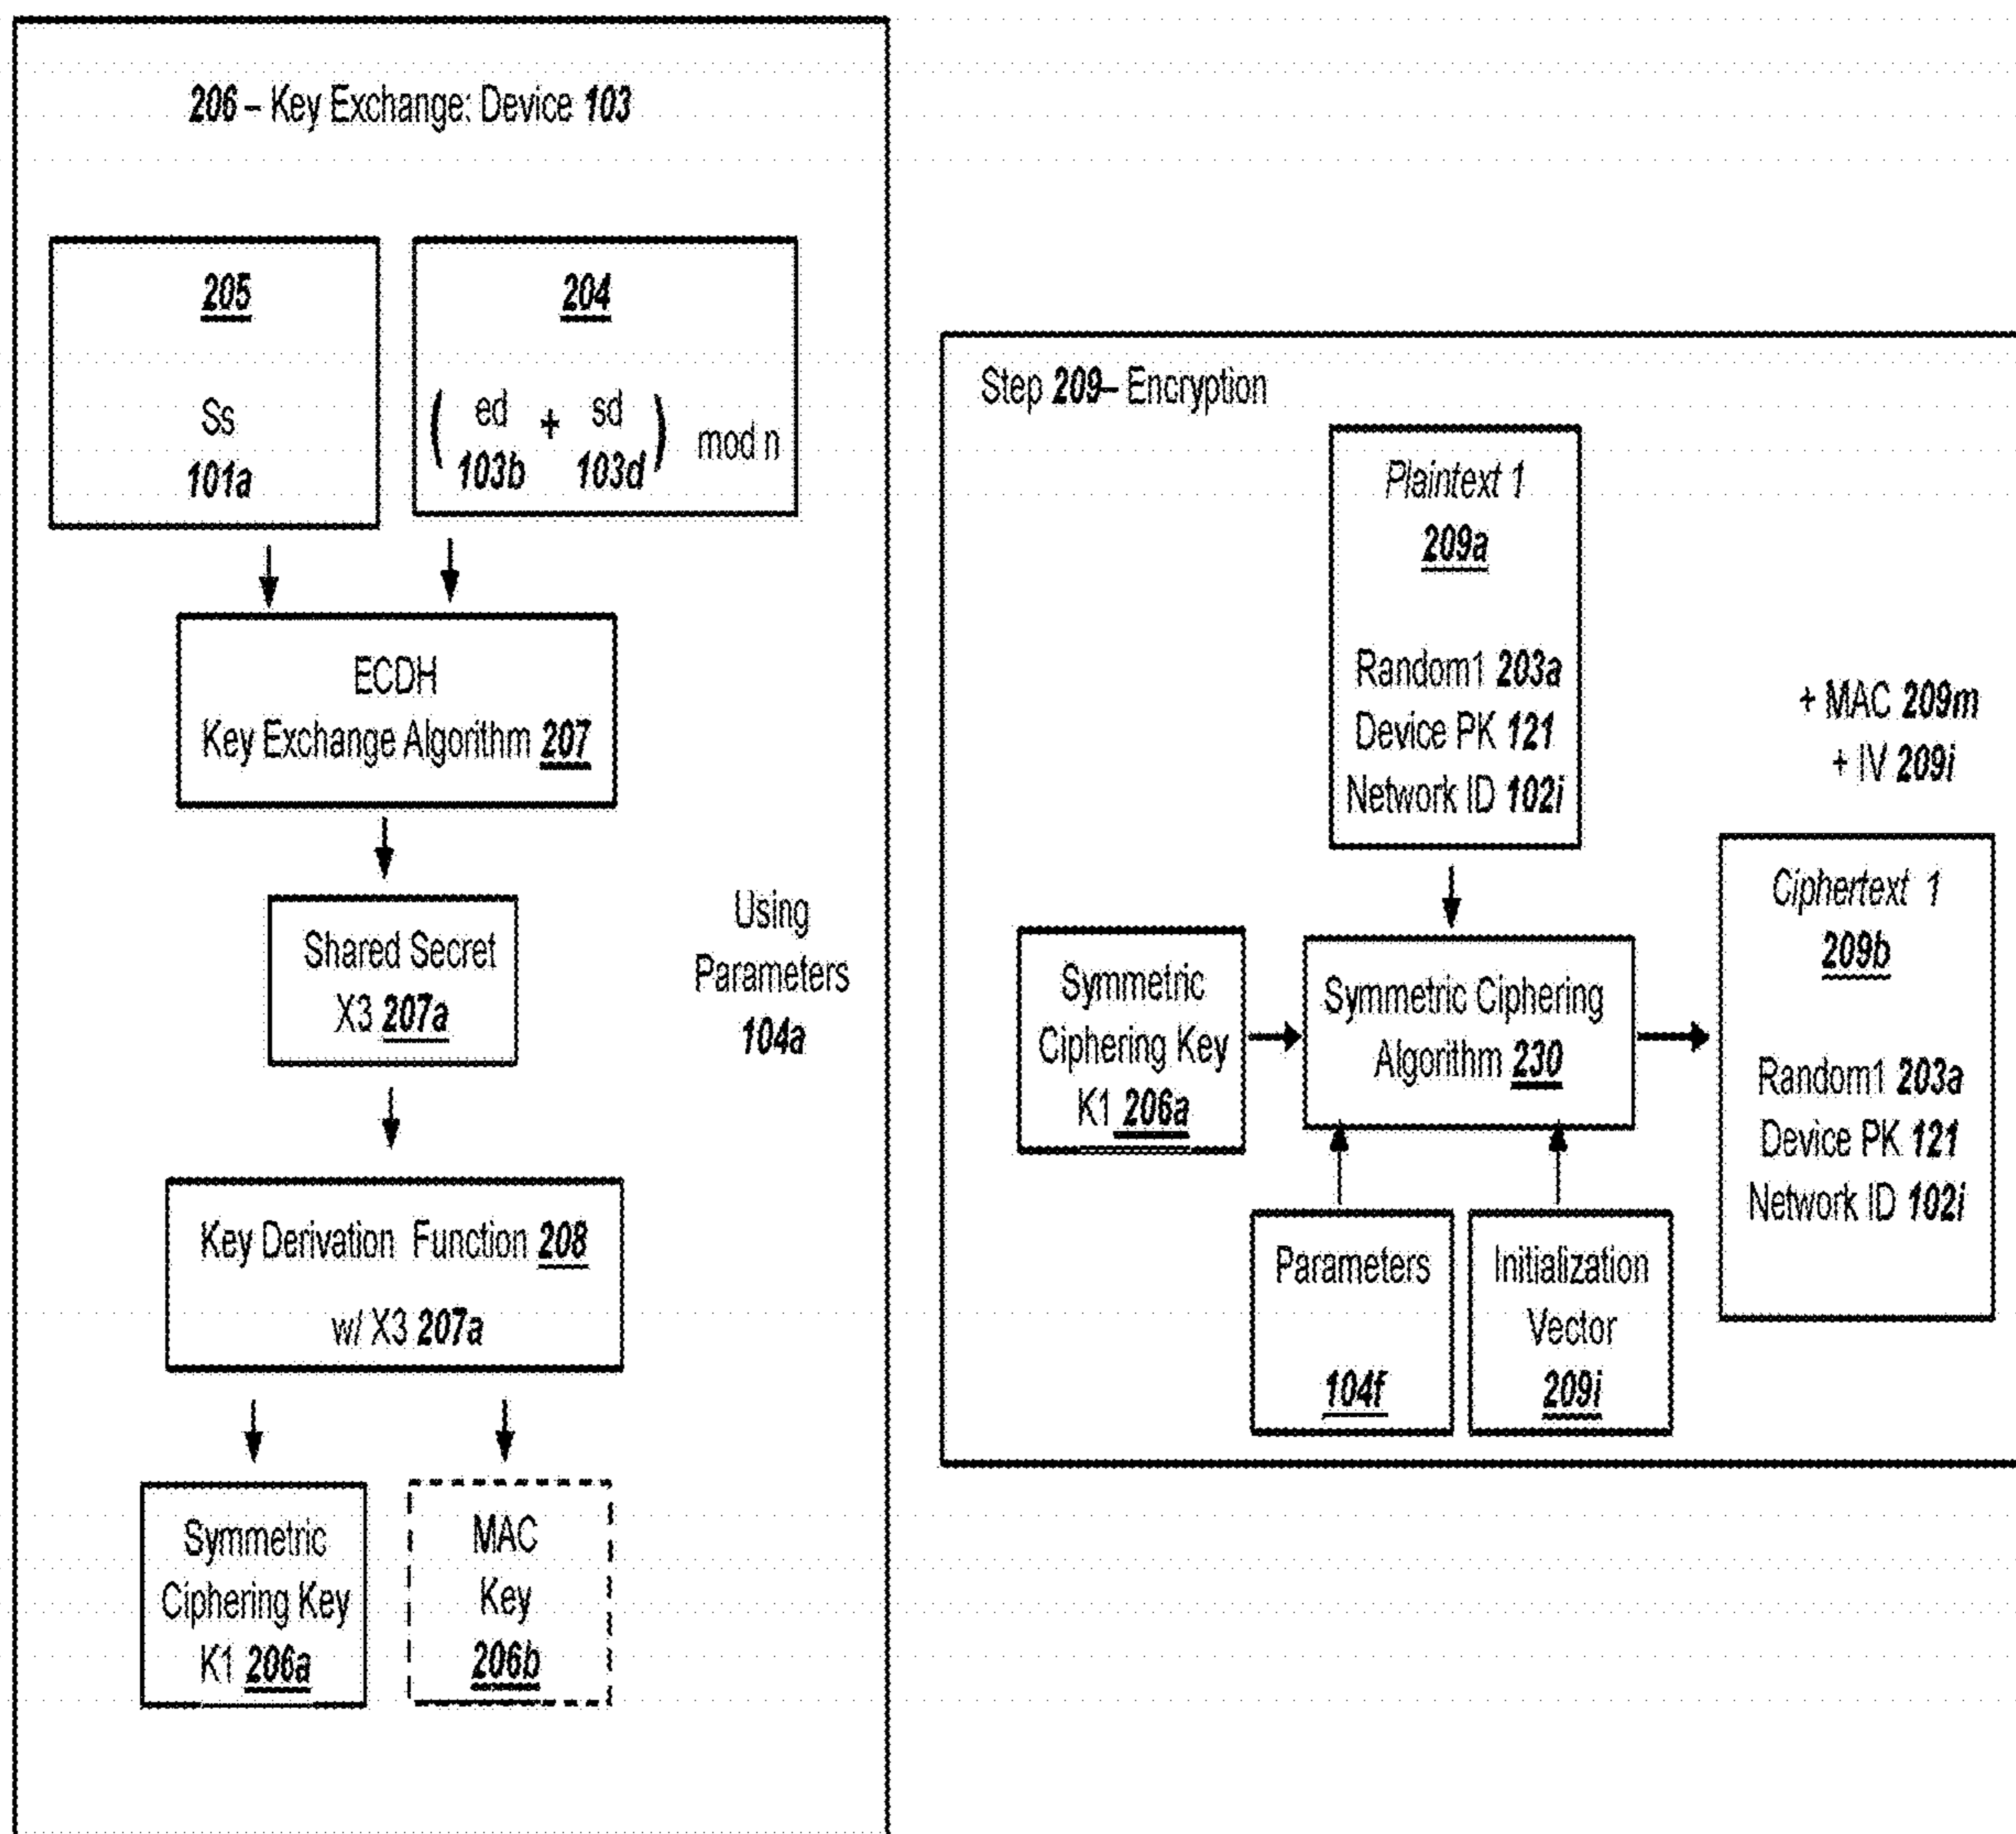 206 – Key Exchange: Device 103
205
Ss
101a
204
( ed + sd ) mod n
103b 103d
ECDH
Key Exchange Algorithm 207
Shared Secret
X3 207a
Using
Parameters
104a
Key Derivation Function 208
w/ X3 207a
Symmetric
Ciphering Key
K1 206a
MAC
Key
206b
Step 209– Encryption
Plaintext 1
209a
Random1 203a
Device PK 121
Network ID 102i
+ MAC 209m
+ IV 209i
Symmetric
Ciphering Key
K1 206a
Symmetric Ciphering
Algorithm 230
Ciphertext 1
209b
Random1 203a
Device PK 121
Network ID 102i
Parameters
104f
Initialization
Vector
209i